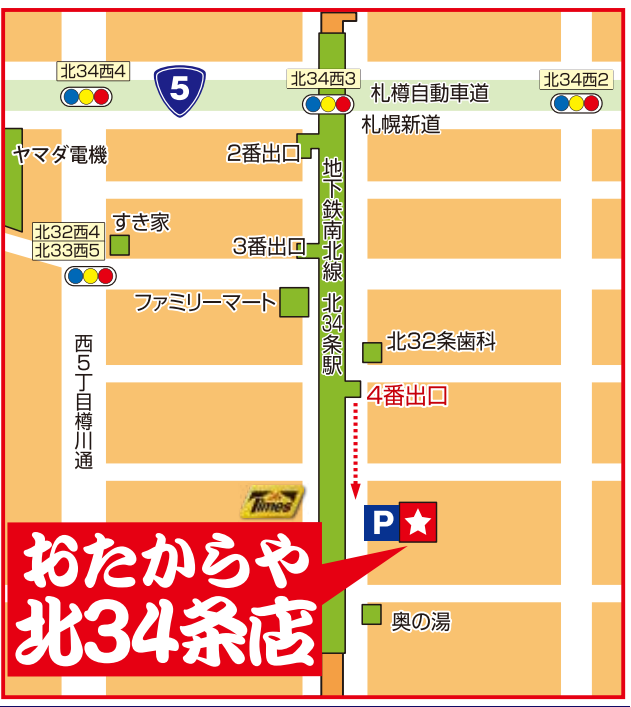 北34西4
5
北34西3
北34西2
札樽自動車道
札幌新道
ヤマダ電機
2番出口
地下鉄南北線 北34条駅
北32西4
北33西5
すき家
3番出口
ファミリーマート
北32条歯科
西5丁目樽川通
4番出口
Times
P
おたからや
北34条店
奥の湯